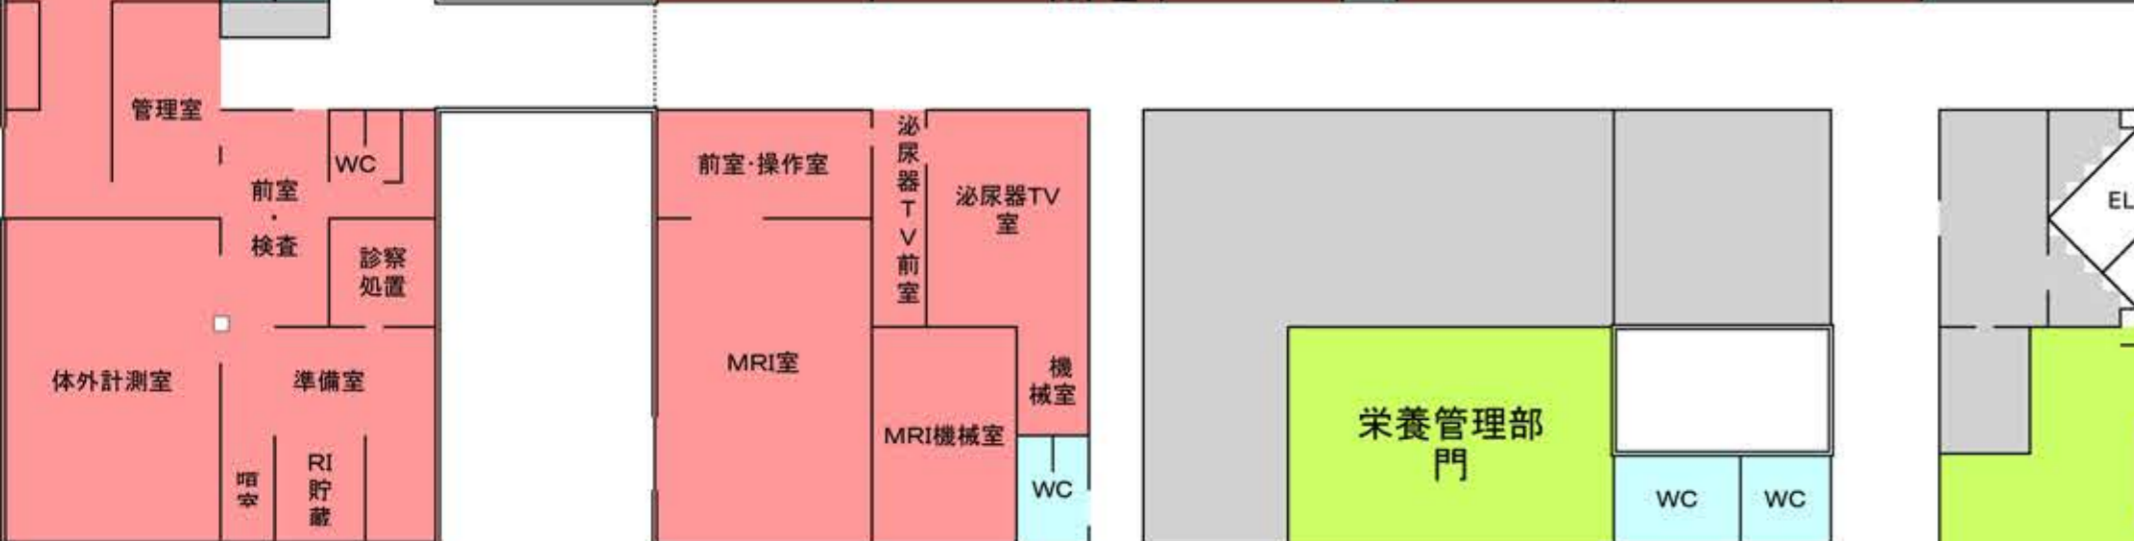 管理室
WC
前室
・
検査
診察
処置
体外計測室
準備室
暗
室
RI
貯
蔵
前室・操作室
泌
尿
器
T
V
前
室
泌尿器TV
室
MRI室
機
械室
MRI機械室
WC
栄養管理部
門
WC
WC
EL